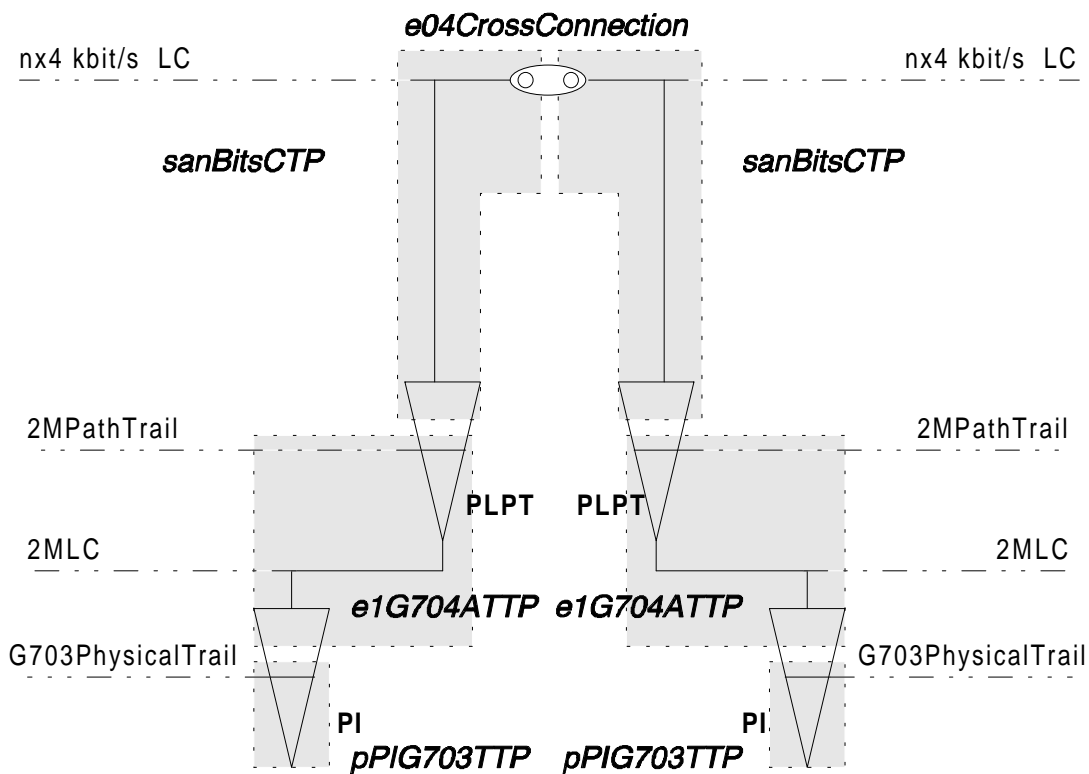 e04CrossConnection
nx4 kbit/s LC
nx4 kbit/s LC
sanBitsCTP
sanBitsCTP
2MPathTrail
2MPathTrail
PLPT
PLPT
2MLC
2MLC
e1G704ATTP
e1G704ATTP
G703PhysicalTrail
G703PhysicalTrail
PI
PI
pPIG703TTP
pPIG703TTP